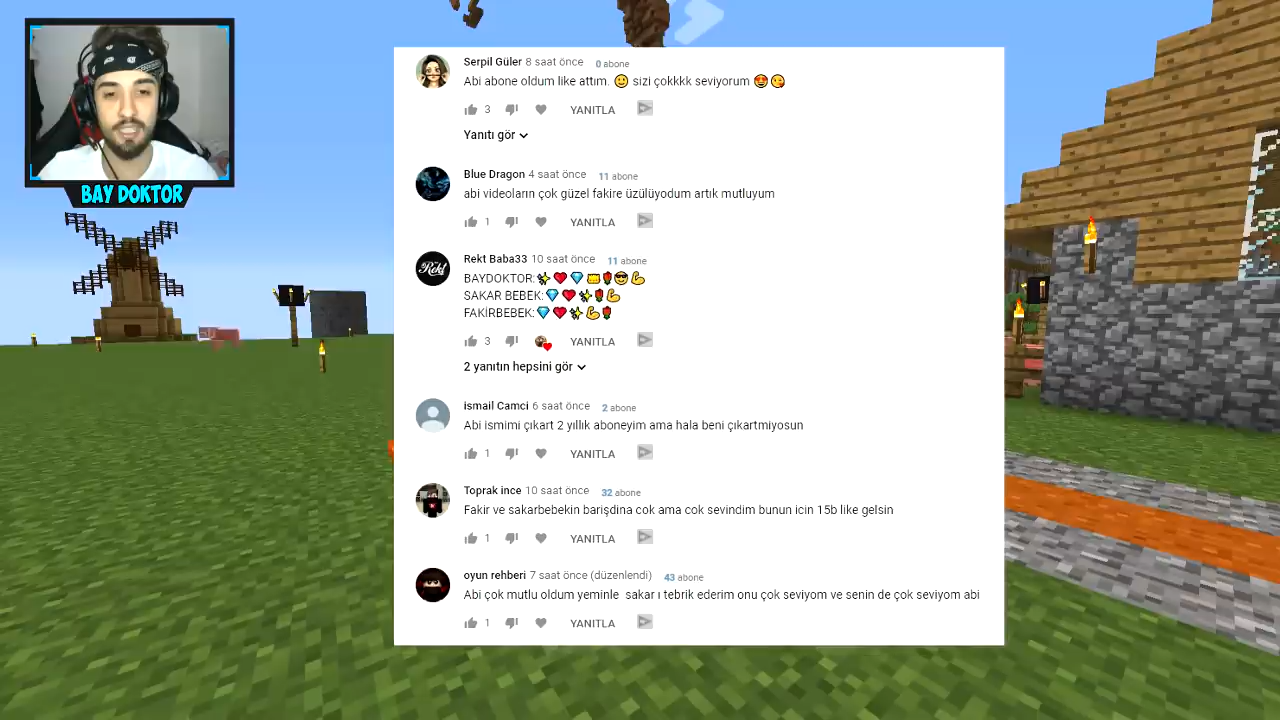 BAY DOKTOR
Serpil Güler 8 saat önce 0 abone
Abi abone oldum like attım. 🙂 sizi çokkkk seviyorum 😍😘
3 YANITLA
Yanıtı gör
Blue Dragon 4 saat önce 11 abone
abi videoların çok güzel fakire üzülüyodum artık mutluyum
1 YANITLA
Rekt
Rekt Baba33 10 saat önce 11 abone
BAYDOKTOR:✨❤️💎👑🌹😎💪
SAKAR BEBEK:💎❤️✨🌹💪
FAKİRBEBEK:💎❤️✨💪🌹
3 YANITLA
2 yanıtın hepsini gör
ismail Camci 6 saat önce 2 abone
Abi ismimi çıkart 2 yıllık aboneyim ama hala beni çıkartmiyosun
1 YANITLA
Toprak ince 10 saat önce 32 abone
Fakir ve sakarbebekin barişdina cok ama cok sevindim bunun icin 15b like gelsin
1 YANITLA
oyun rehberi 7 saat önce (düzenlendi) 43 abone
Abi çok mutlu oldum yeminle sakar ı tebrik ederim onu çok seviyom ve senin de çok seviyom abi
1 YANITLA